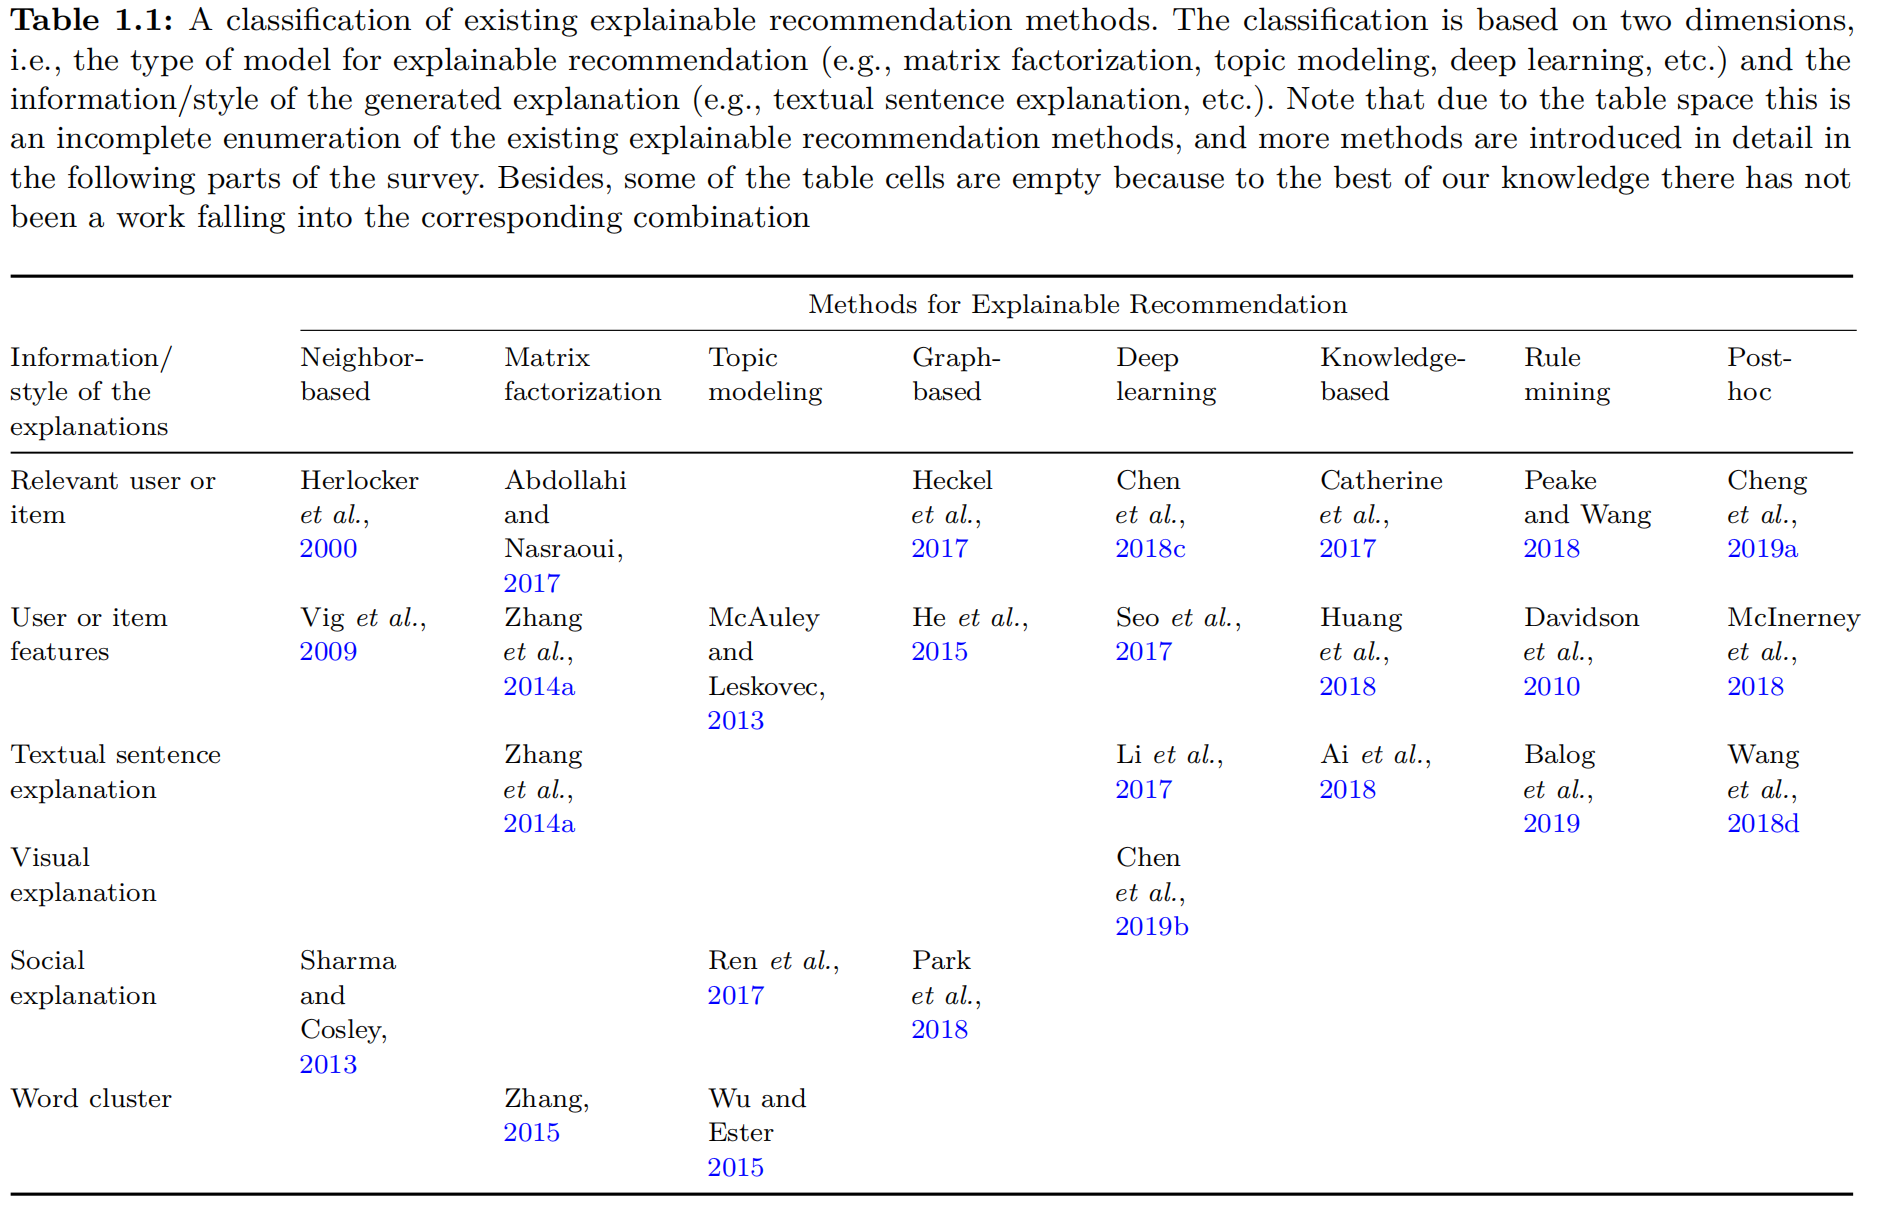 Table 1.1: A classification of existing explainable recommendation methods. The classification is based on two dimensions,
i.e., the type of model for explainable recommendation (e.g., matrix factorization, topic modeling, deep learning, etc.) and the
information/style of the generated explanation (e.g., textual sentence explanation, etc.). Note that due to the table space this is
an incomplete enumeration of the existing explainable recommendation methods, and more methods are introduced in detail in
the following parts of the survey. Besides, some of the table cells are empty because to the best of our knowledge there has not
been a work falling into the corresponding combination
Methods for Explainable Recommendation
Information/ Neighbor- Matrix Topic Graph- Deep Knowledge- Rule Post-
style of the based factorization modeling based learning based mining hoc
explanations
Relevant user or Herlocker Abdollahi Heckel Chen Catherine Peake Cheng
item et al., and et al., et al., et al., and Wang et al.,
2000 Nasraoui, 2017 2018c 2017 2018 2019a
2017
User or item Vig et al., Zhang McAuley He et al., Seo et al., Huang Davidson McInerney
features 2009 et al., and 2015 2017 et al., et al., et al.,
2014a Leskovec, 2018 2010 2018
2013
Textual sentence Zhang Li et al., Ai et al., Balog Wang
explanation et al., 2017 2018 et al., et al.,
2014a 2019 2018d
Visual Chen
explanation et al.,
2019b
Social Sharma Ren et al., Park
explanation and 2017 et al.,
Cosley, 2018
2013
Word cluster Zhang, Wu and
2015 Ester
2015